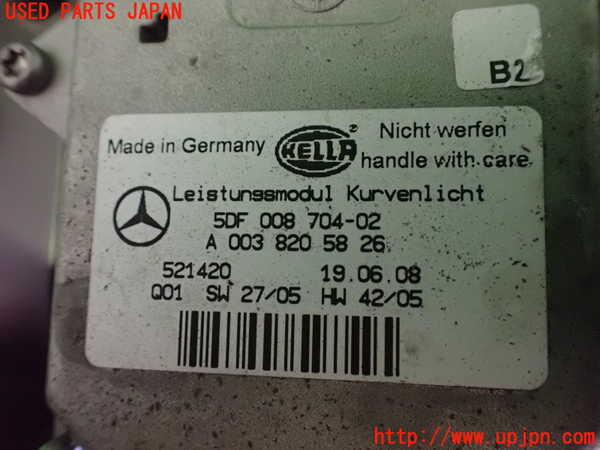 USED PARTS JAPAN
B2
Made in Germany
HELLA
®
Nicht werfen
handle with care
Leistungsmodul Kurvenlicht
5DF 008 704-02
A 003 820 58 26
521420 19.06.08
Q01 SW 27/05 HW 42/05
http://www.upjpn.com